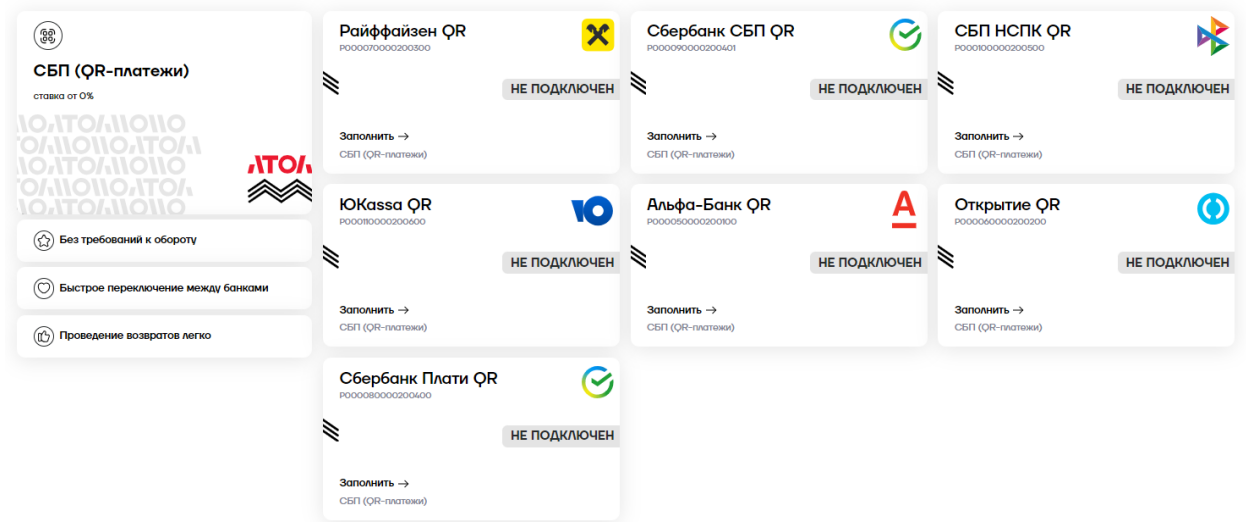 СБП (QR-платежи)
ставка от 0%
АТОЛ
Без требований к обороту
Быстрое переключение между банками
Проведение возвратов легко
Райффайзен QR
P000070000200300
НЕ ПОДКЛЮЧЕН
Заполнить →
СБП (QR-платежи)
Сбербанк СБП QR
P000090000200401
НЕ ПОДКЛЮЧЕН
Заполнить →
СБП (QR-платежи)
СБП НСПК QR
P000100000200500
НЕ ПОДКЛЮЧЕН
Заполнить →
СБП (QR-платежи)
ЮKassa QR
P000110000200600
НЕ ПОДКЛЮЧЕН
Заполнить →
СБП (QR-платежи)
Альфа-Банк QR
P000050000200100
НЕ ПОДКЛЮЧЕН
Заполнить →
СБП (QR-платежи)
Открытие QR
P000060000200200
НЕ ПОДКЛЮЧЕН
Заполнить →
СБП (QR-платежи)
Сбербанк Плати QR
P000080000200400
НЕ ПОДКЛЮЧЕН
Заполнить →
СБП (QR-платежи)